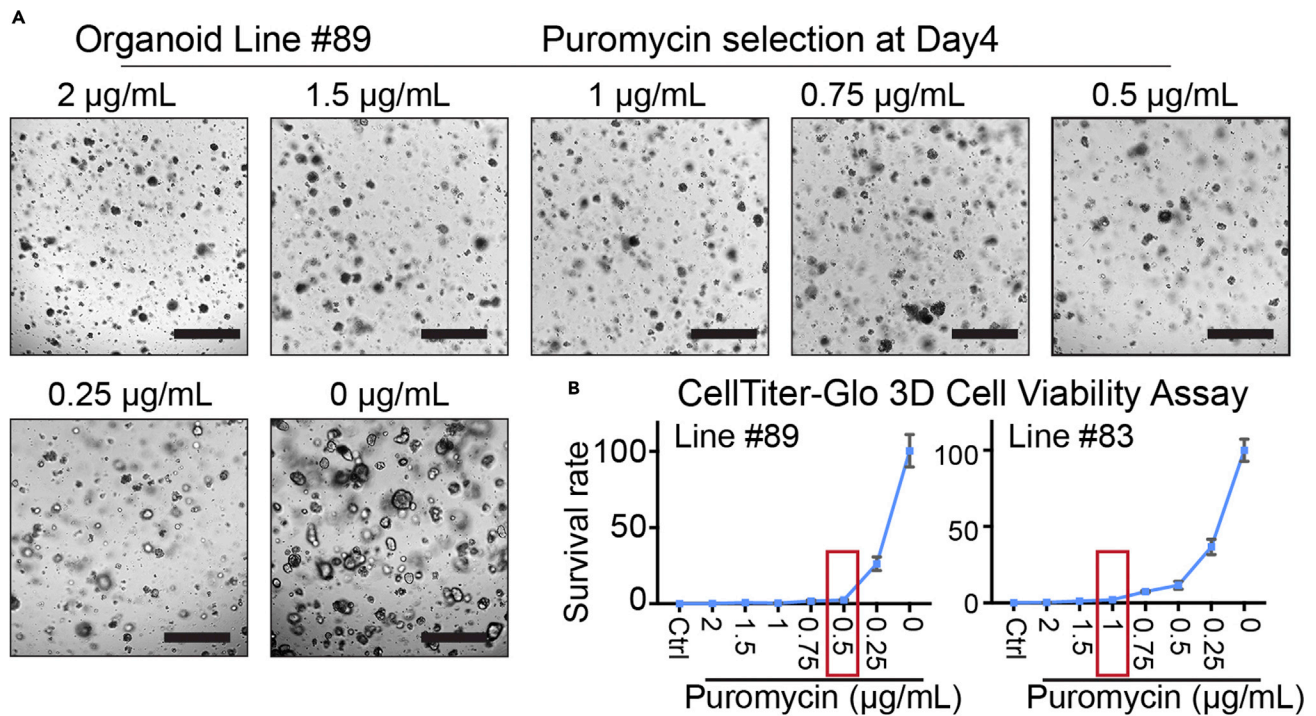 A
Organoid Line #89 Puromycin selection at Day4
2 µg/mL 1.5 µg/mL 1 µg/mL 0.75 µg/mL 0.5 µg/mL
0.25 µg/mL 0 µg/mL
B
CellTiter-Glo 3D Cell Viability Assay
Survival rate
Line #89
100
50
0
Ctrl 2 1.5 1 0.75 0.5 0.25 0
Puromycin (µg/mL)
Line #83
100
50
0
Ctrl 2 1.5 1 0.75 0.5 0.25 0
Puromycin (µg/mL)